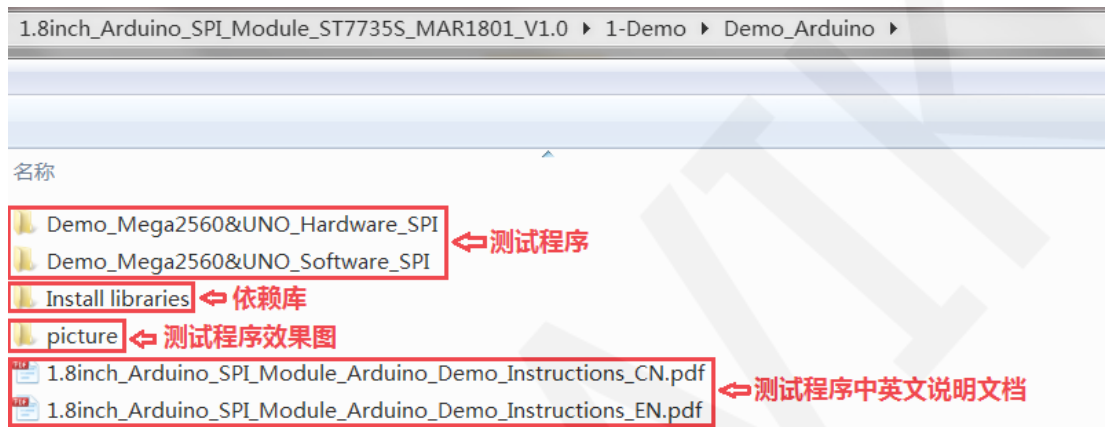 1.8inch_Arduino_SPI_Module_ST7735S_MAR1801_V1.0 ▸ 1-Demo ▸ Demo_Arduino ▸
名称
Demo_Mega2560&UNO_Hardware_SPI
测试程序
Demo_Mega2560&UNO_Software_SPI
Install libraries 依赖库
picture 测试程序效果图
1.8inch_Arduino_SPI_Module_Arduino_Demo_Instructions_CN.pdf
测试程序中英文说明文档
1.8inch_Arduino_SPI_Module_Arduino_Demo_Instructions_EN.pdf